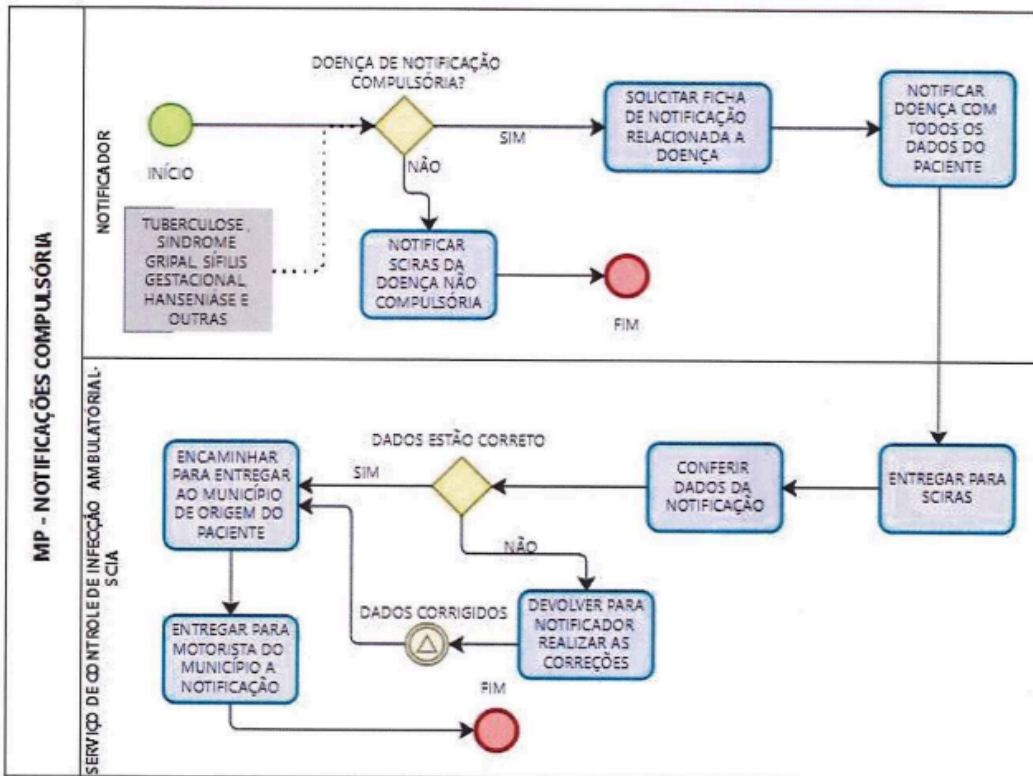 MP - NOTIFICAÇÕES COMPULSÓRIA
NOTIFICADOR
DOENÇA DE NOTIFICAÇÃO
COMPULSÓRIA?
INÍCIO
SIM
NÃO
SOLICITAR FICHA
DE NOTIFICAÇÃO
RELACIONADA A
DOENÇA
NOTIFICAR
DOENÇA COM
TODOS OS
DADOS DO
PACIENTE
TUBERCULOSE,
SINDROME
GRIPAL, SÍFILIS
GESTACIONAL,
HANSENIASE E
OUTRAS
NOTIFICAR
SCIRAS DA
DOENÇA NÃO
COMPULSÓRIA
FIM
SERVIÇO DE CONTROLE DE INFECÇÃO AMBULATÓRIAL-
SCIA
ENTREGAR PARA
SCIRAS
CONFERIR
DADOS DA
NOTIFICAÇÃO
DADOS ESTÃO CORRETO
SIM
NÃO
ENCAMINHAR
PARA ENTREGAR
AO MUNICÍPIO
DE ORIGEM DO
PACIENTE
DEVOLVER PARA
NOTIFICADOR
REALIZAR AS
CORREÇÕES
DADOS CORRIGIDOS
ENTREGAR PARA
MOTORISTA DO
MUNICÍPIO A
NOTIFICAÇÃO
FIM